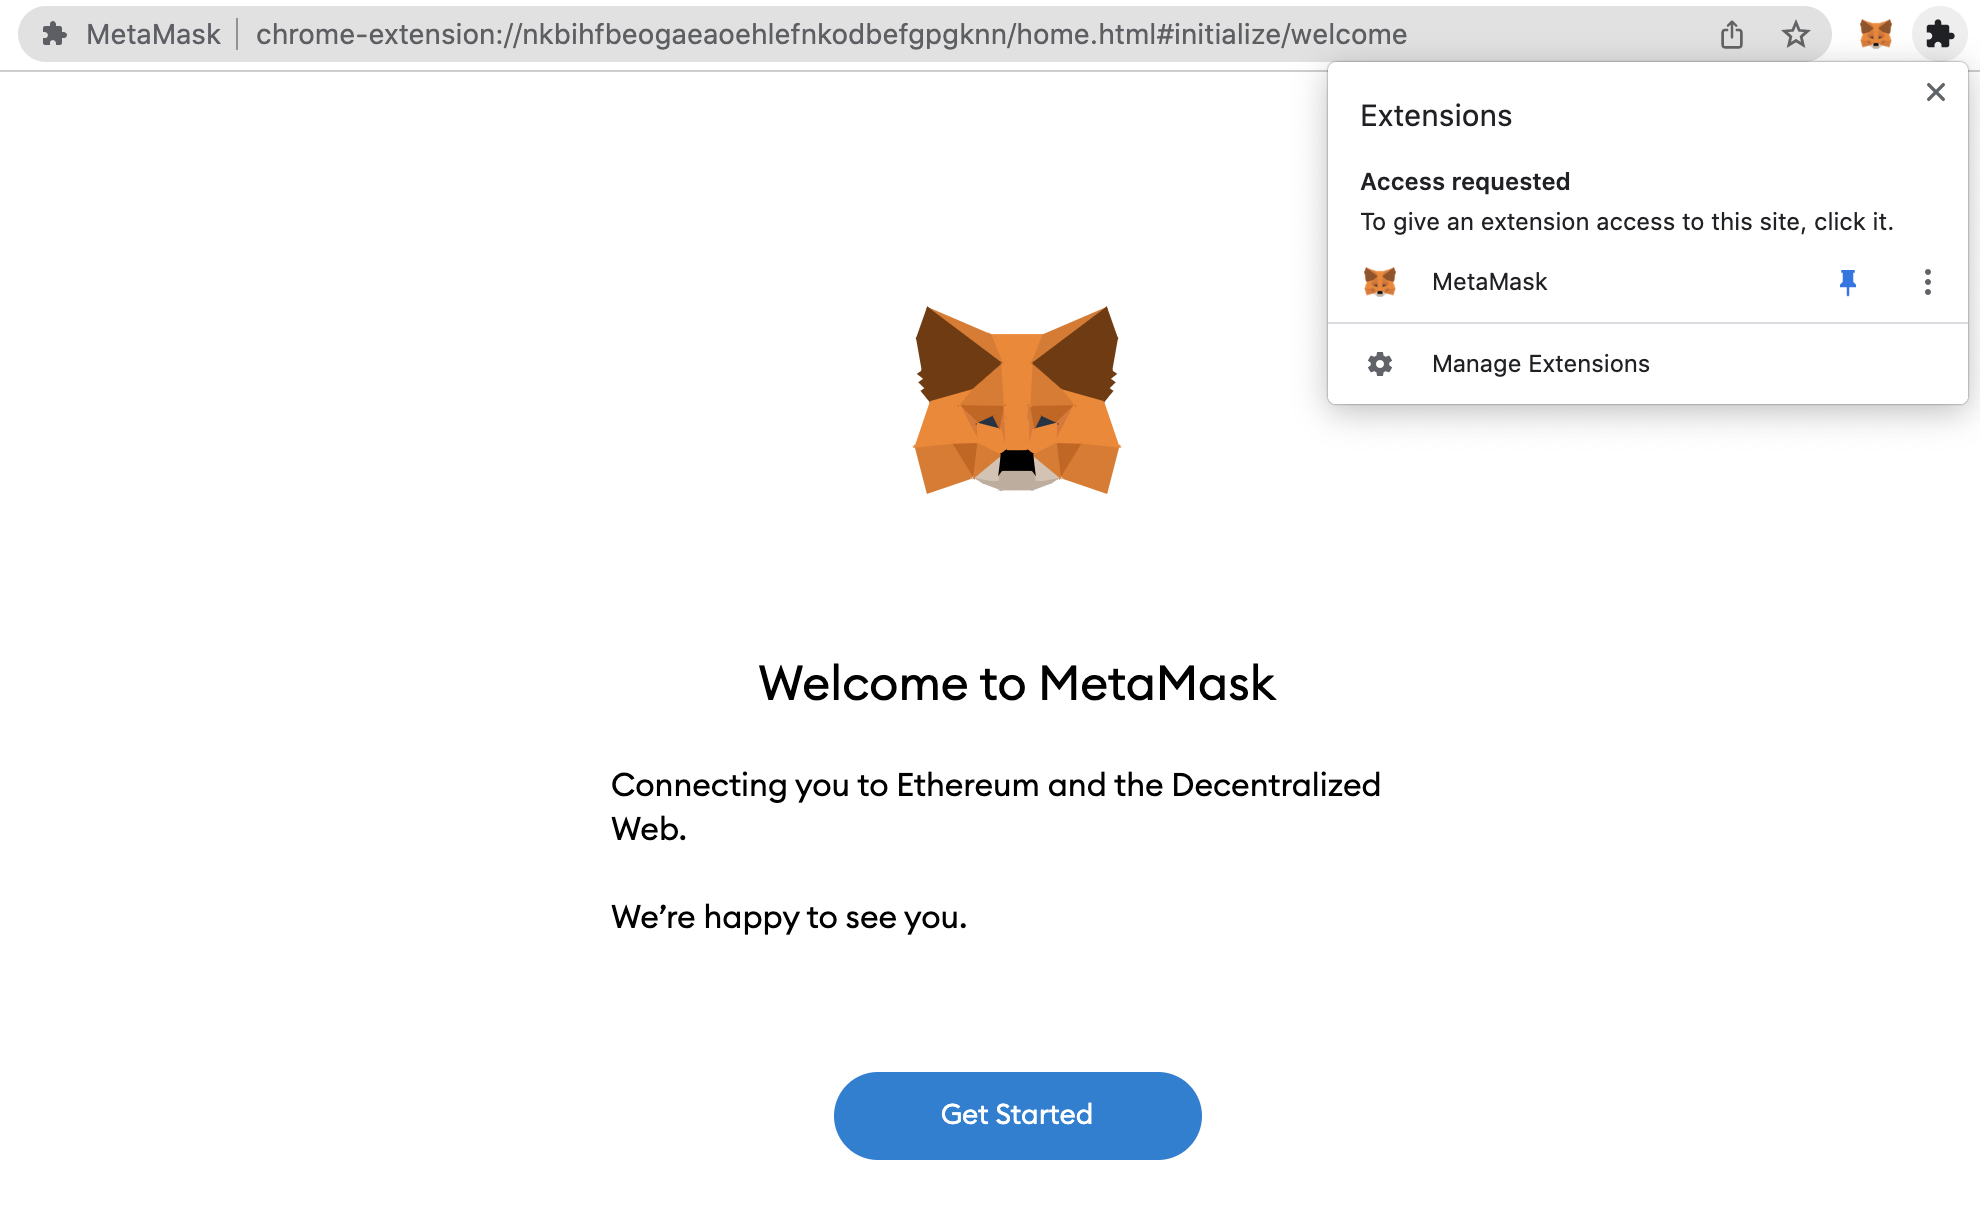 MetaMask chrome-extension://nkbihfbeogaeaoehlefnkodbefgpgknn/home.html#initialize/welcome
Extensions
Access requested
To give an extension access to this site, click it.
MetaMask
Manage Extensions
Welcome to MetaMask
Connecting you to Ethereum and the Decentralized
Web.
We’re happy to see you.
Get Started